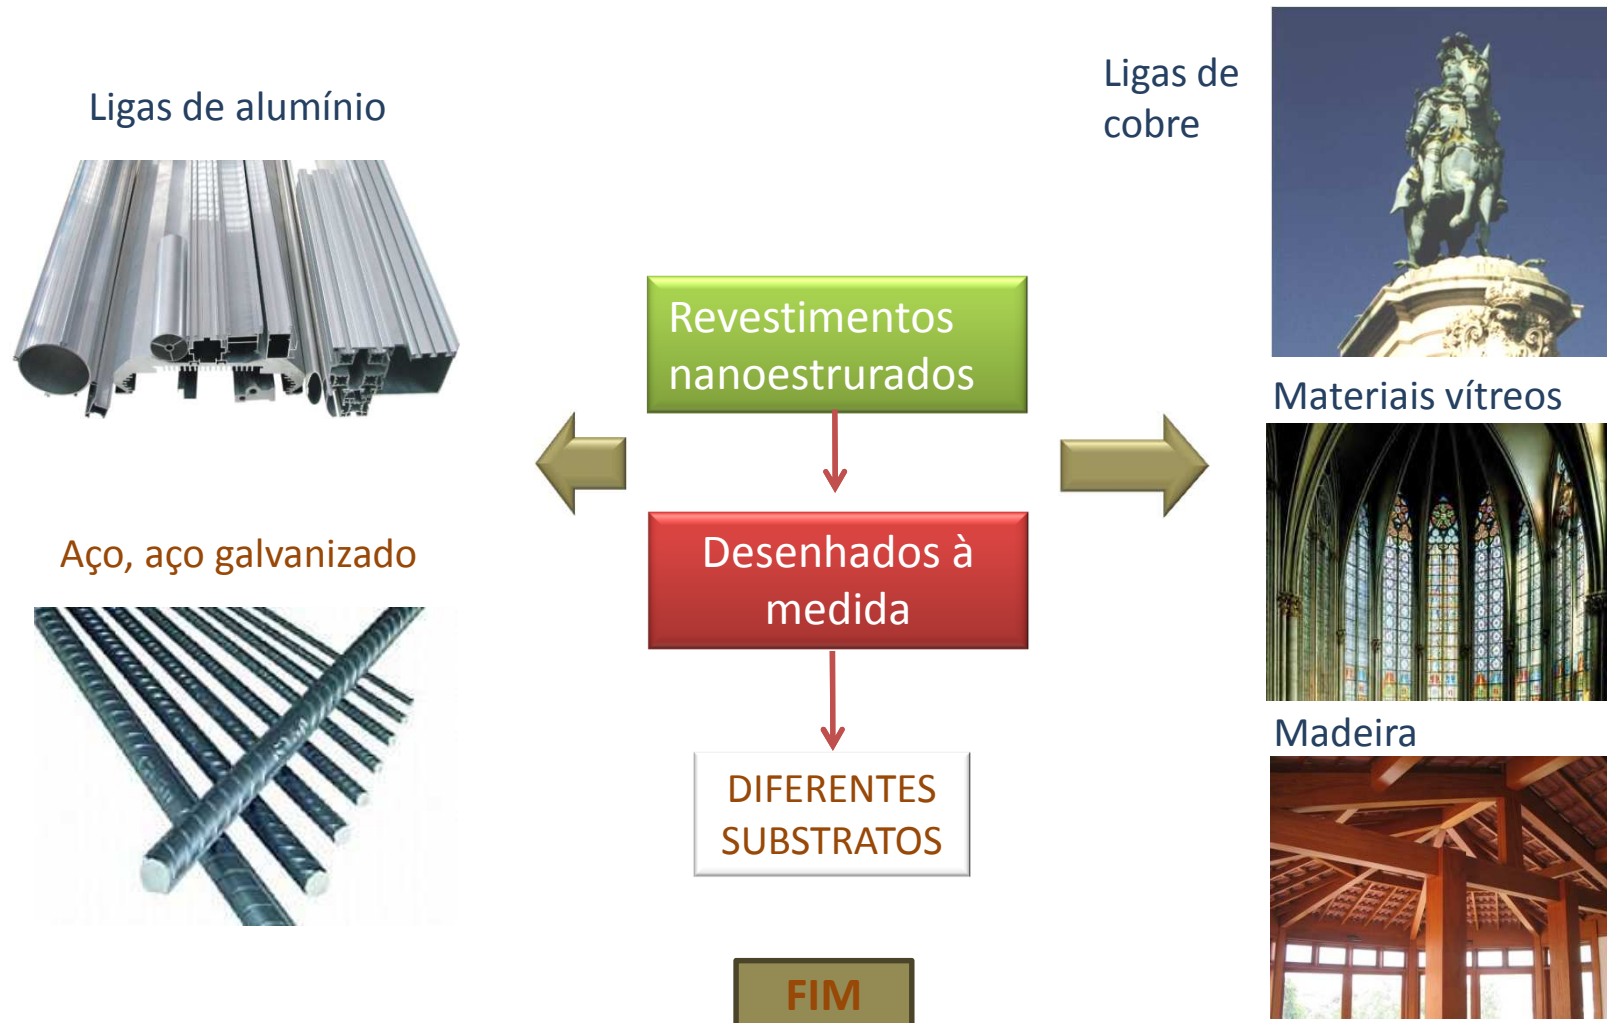 Ligas de alumínio
Aço, aço galvanizado
Revestimentos
nanoestrurados
Desenhados à
medida
DIFERENTES
SUBSTRATOS
FIM
Ligas de
cobre
Materiais vítreos
Madeira